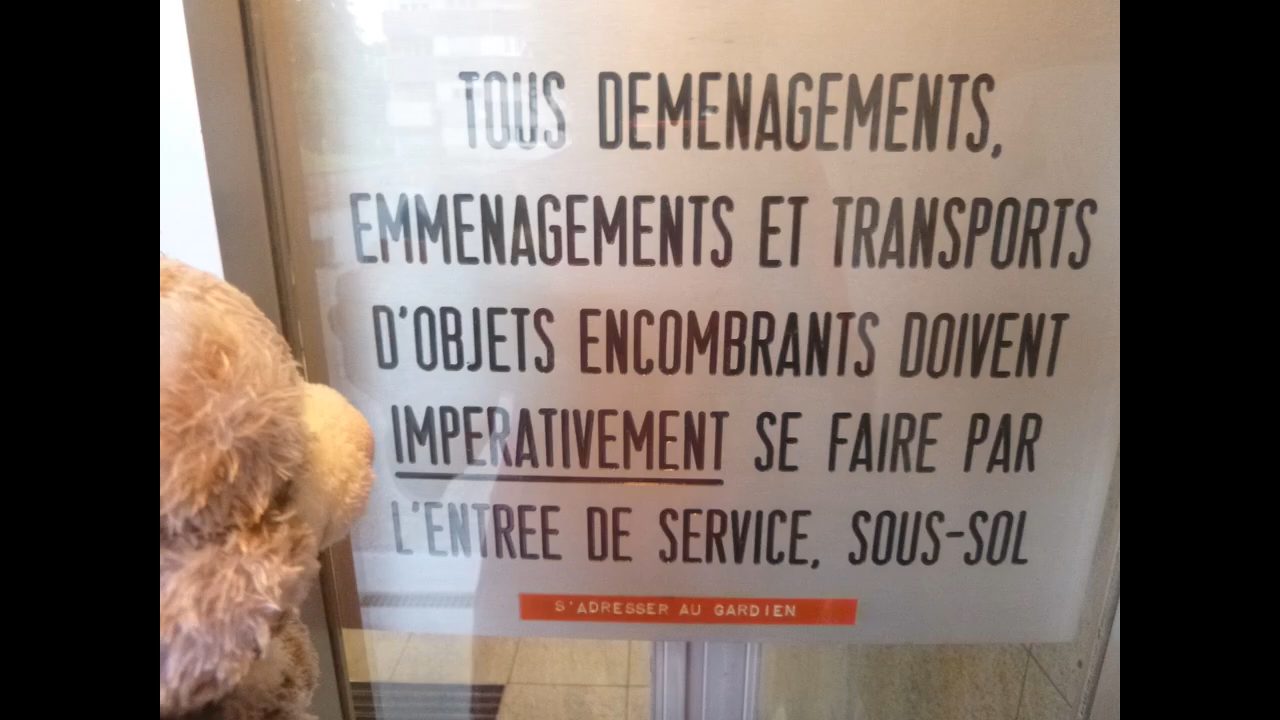 TOUS DEMENAGEMENTS,
EMMENAGEMENTS ET TRANSPORTS
D'OBJETS ENCOMBRANTS DOIVENT
IMPERATIVEMENT SE FAIRE PAR
L'ENTREE DE SERVICE, SOUS-SOL
S'ADRESSER AU GARDIEN